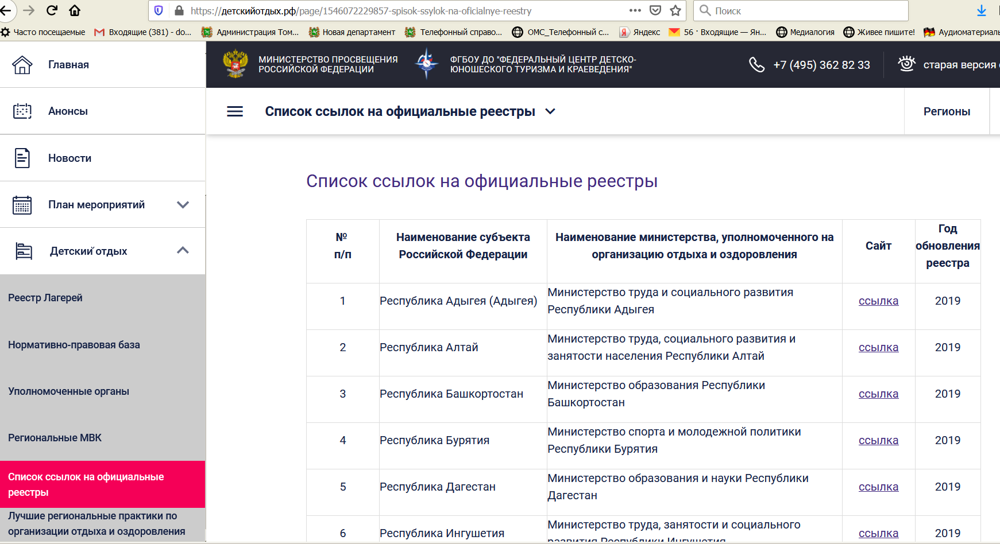 https://детскийотдых.рф/page/1546072229857-spisok-ssylok-na-oficialnye-reestry
Поиск
Часто посещаемые
Входящие (381) - do...
Администрация Том...
Новая департамент
Телефонный справо...
ОМС_Телефонный с...
Яндекс
56 · Входящие — Ян...
Медиалогия
Живее пишите!
Аудиоматериаль
Главная
Анонсы
Новости
План мероприятий
Детский отдых
Реестр Лагерей
Нормативно-правовая база
Уполномоченные органы
Региональные МВК
Список ссылок на официальные
реестры
Лучшие региональные практики по
организации отдыха и оздоровления
МИНИСТЕРСТВО ПРОСВЕЩЕНИЯ
РОССИЙСКОЙ ФЕДЕРАЦИИ
ФГБОУ ДО "ФЕДЕРАЛЬНЫЙ ЦЕНТР ДЕТСКО-
ЮНОШЕСКОГО ТУРИЗМА И КРАЕВЕДЕНИЯ"
+7 (495) 362 82 33
старая версия
Список ссылок на официальные реестры
Регионы
Список ссылок на официальные реестры
№
п/п
Наименование субъекта
Российской Федерации
Наименование министерства, уполномоченного на
организацию отдыха и оздоровления
Сайт
Год
обновления
реестра
1
Республика Адыгея (Адыгея)
Министерство труда и социального развития
Республики Адыгея
ссылка
2019
2
Республика Алтай
Министерство труда, социального развития и
занятости населения Республики Алтай
ссылка
2019
3
Республика Башкортостан
Министерство образования Республики
Башкортостан
ссылка
2019
4
Республика Бурятия
Министерство спорта и молодежной политики
Республики Бурятия
ссылка
2019
5
Республика Дагестан
Министерство образования и науки Республики
Дагестан
ссылка
2019
6
Республика Ингушетия
Министерство труда, занятости и социального
развития Республики Ингушетия
ссылка
2019